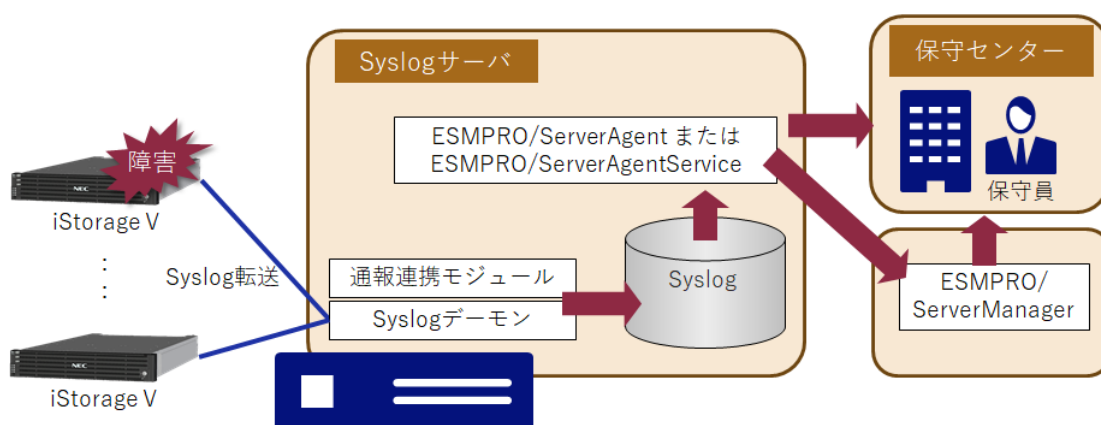 Syslogサーバ
保守センター
ESMPRO/ServerAgent または
ESMPRO/ServerAgentService
障害
NEC
iStorage V
保守員
Syslog転送
通報連携モジュール
Syslogデーモン
Syslog
ESMPRO/
ServerManager
NEC
iStorage V